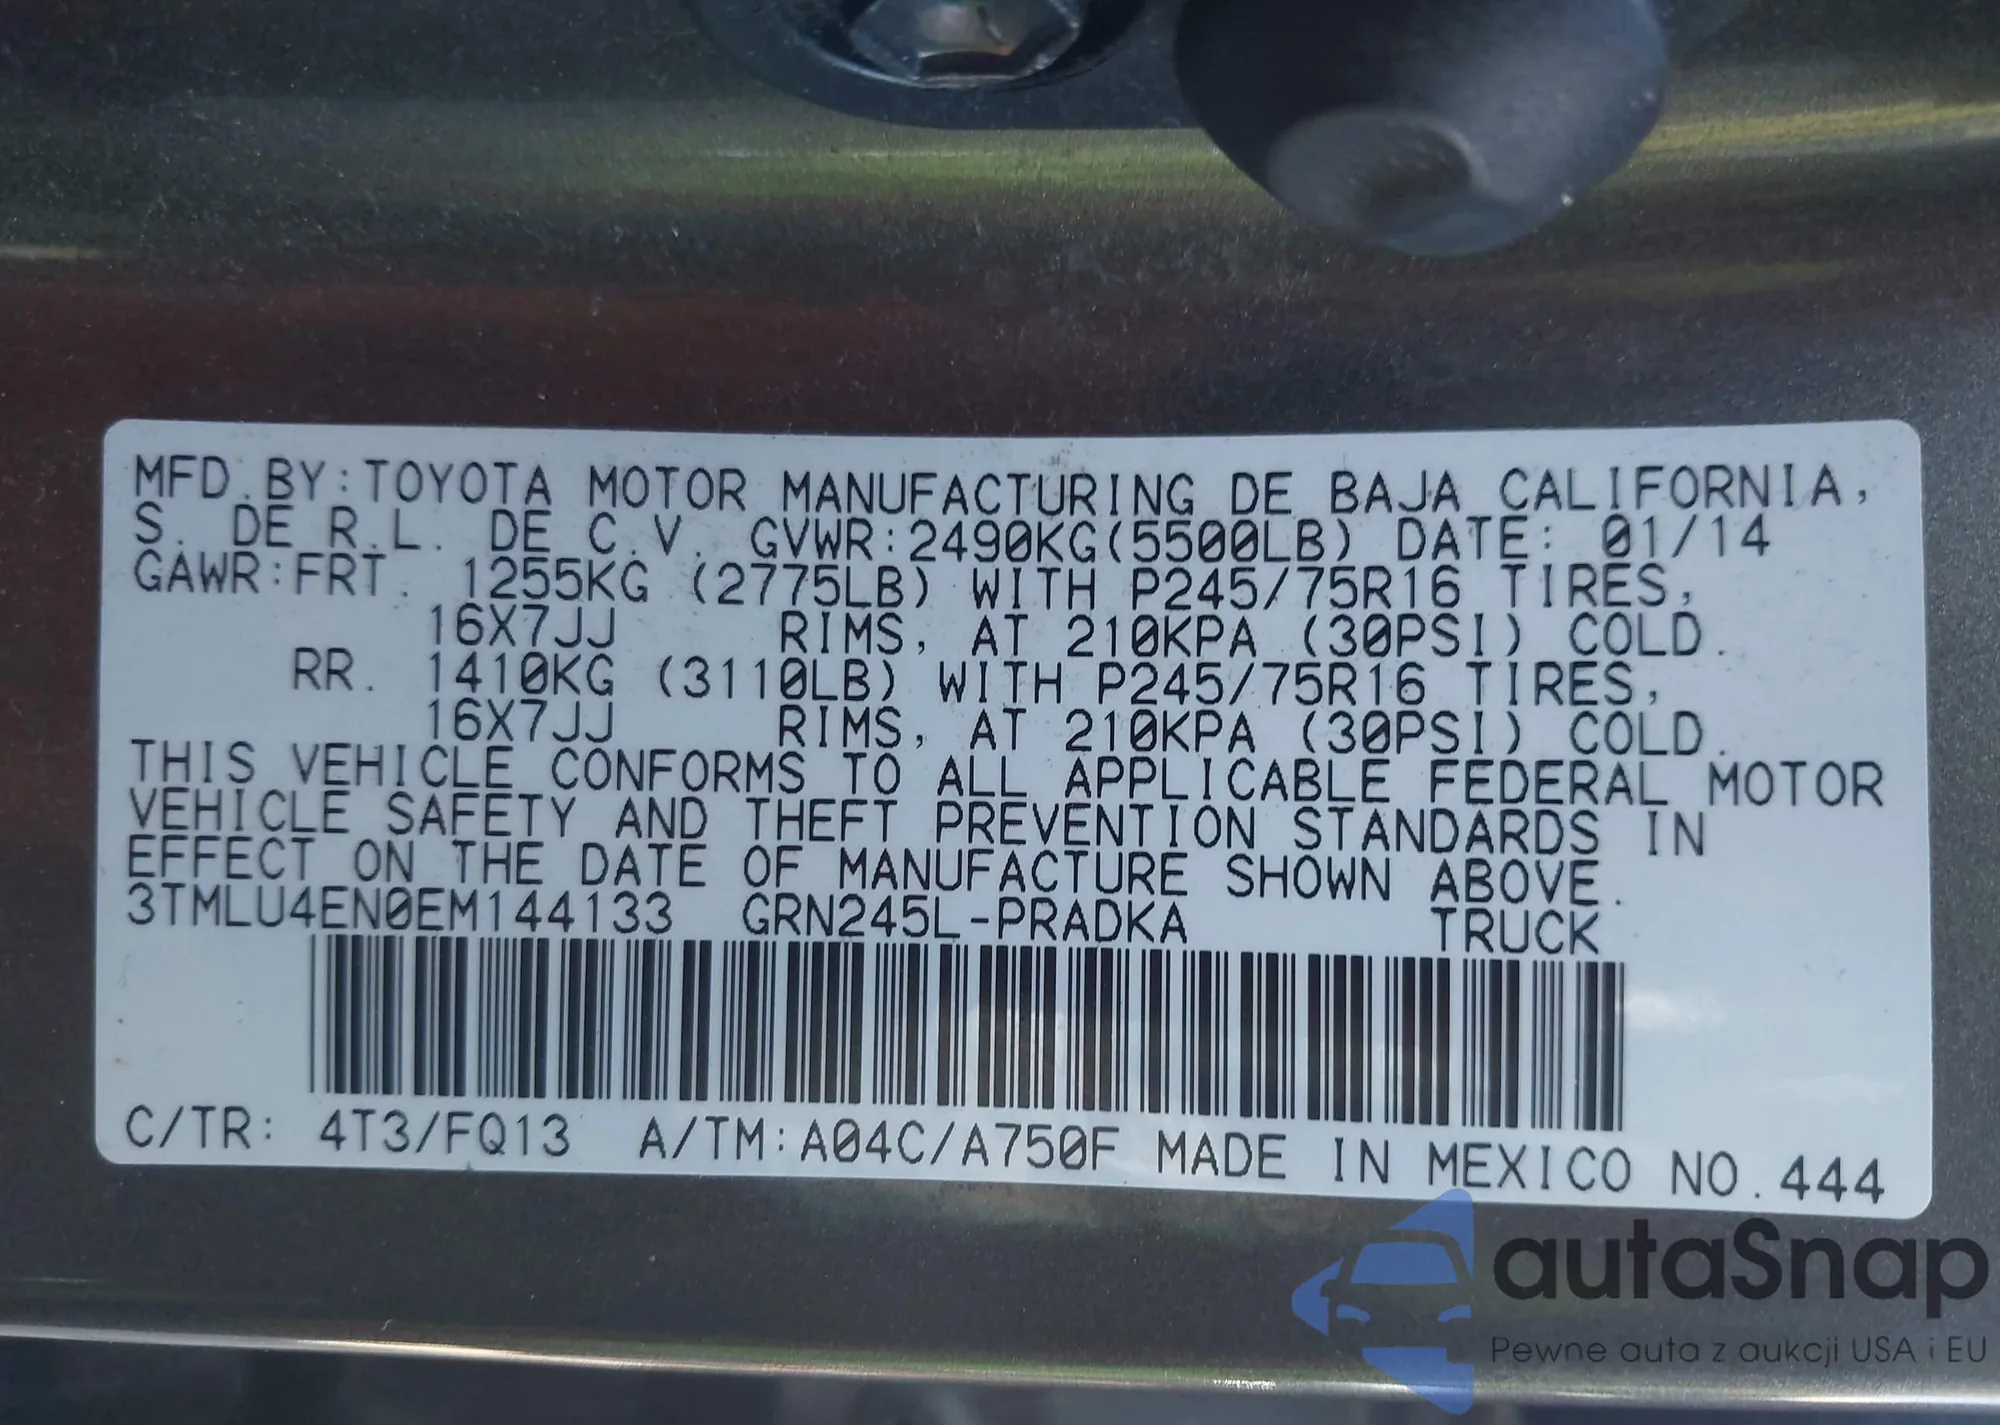 MFD.BY:TOYOTA MOTOR MANUFACTURING DE BAJA CALIFORNIA,
S. DE R.L. DE C.V. GVWR:2490KG(5500LB) DATE: 01/14
GAWR:FRT. 1255KG (2775LB) WITH P245/75R16 TIRES,
16X7JJ RIMS, AT 210KPA (30PSI) COLD.
RR. 1410KG (3110LB) WITH P245/75R16 TIRES,
16X7JJ RIMS, AT 210KPA (30PSI) COLD.
THIS VEHICLE CONFORMS TO ALL APPLICABLE FEDERAL MOTOR
VEHICLE SAFETY AND THEFT PREVENTION STANDARDS IN
EFFECT ON THE DATE OF MANUFACTURE SHOWN ABOVE.
3TMLU4EN0EM144133 GRN245L-PRADKA TRUCK
C/TR: 4T3/FQ13 A/TM:A04C/A750F MADE IN MEXICO NO.444
autaSnap
Pewne auta z aukcji USA i EU